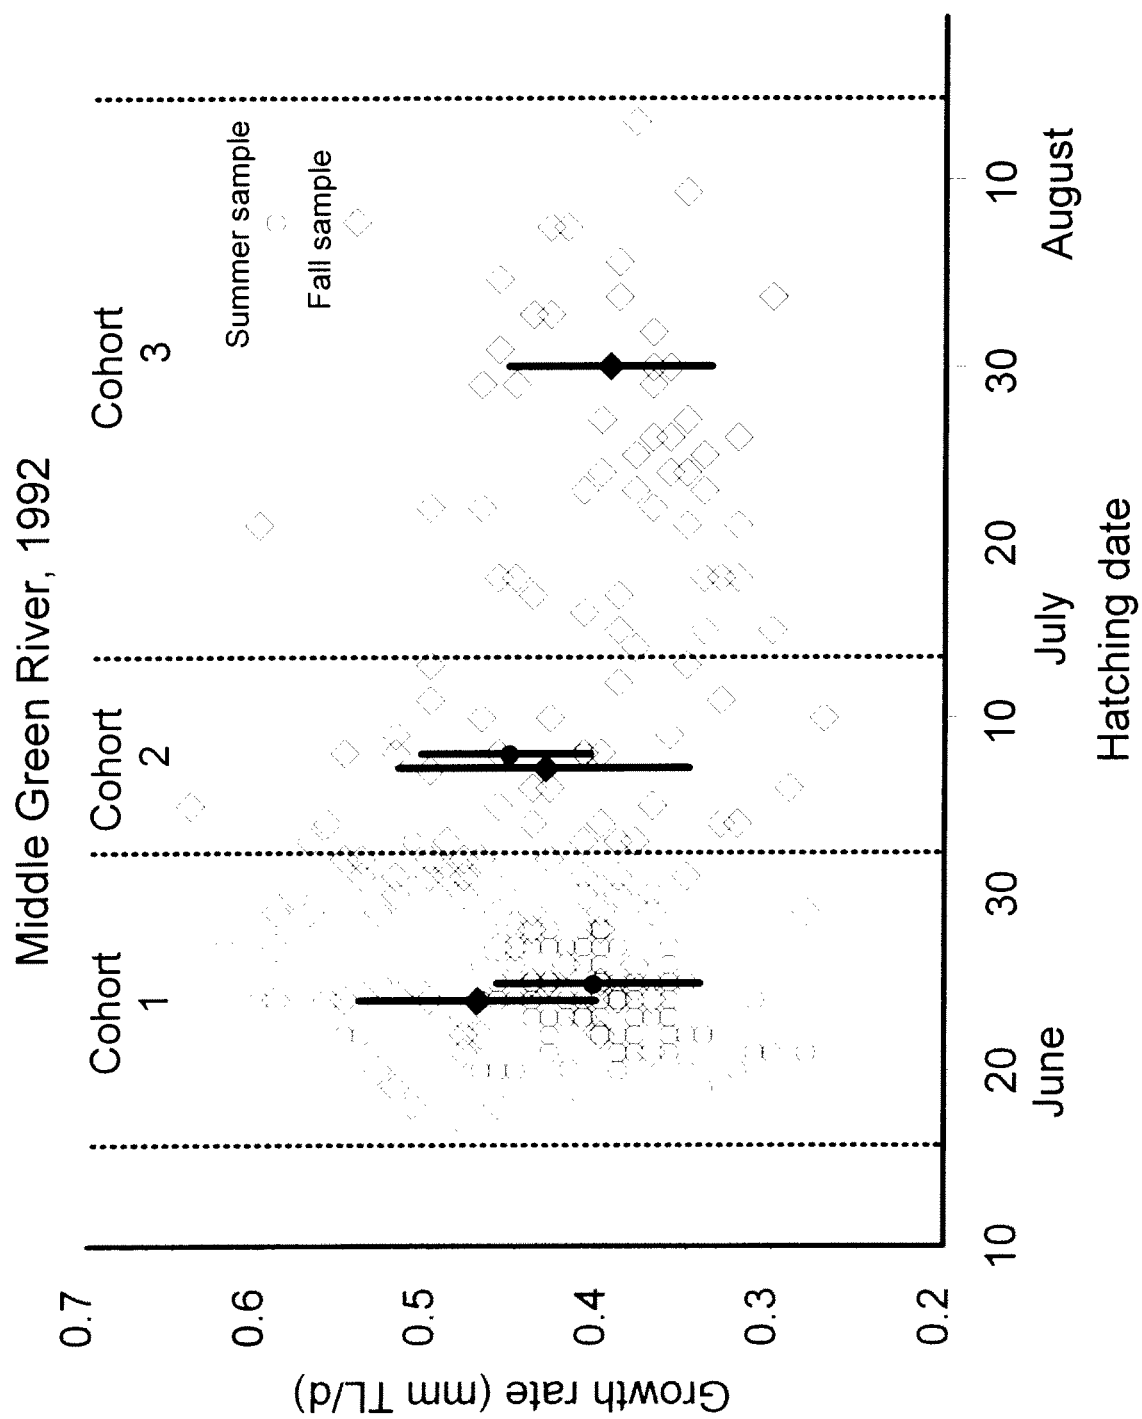 Middle Green River, 1992
Cohort
1
Cohort
2
Cohort
3
Summer sample
Fall sample
Growth rate (mm TL/d)
0.7
0.6
0.5
0.4
0.3
0.2
10
20
30
10
20
30
10
June
July
August
Hatching date